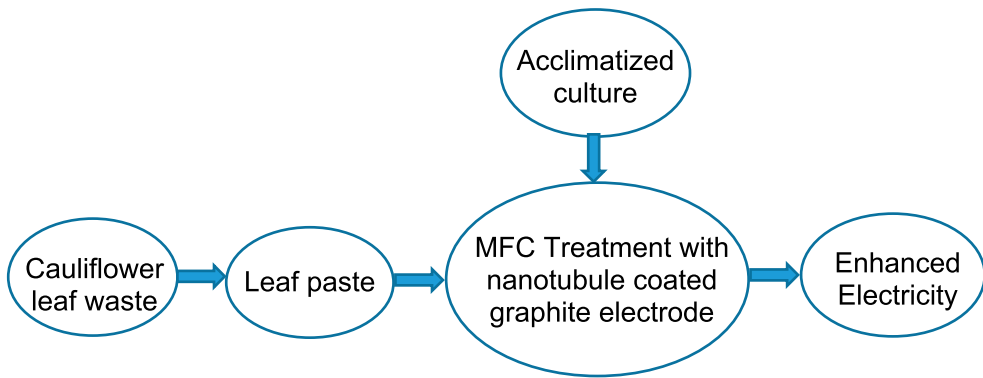 Acclimatized
culture
Cauliflower
leaf waste
Leaf paste
MFC Treatment with
nanotubule coated
graphite electrode
Enhanced
Electricity